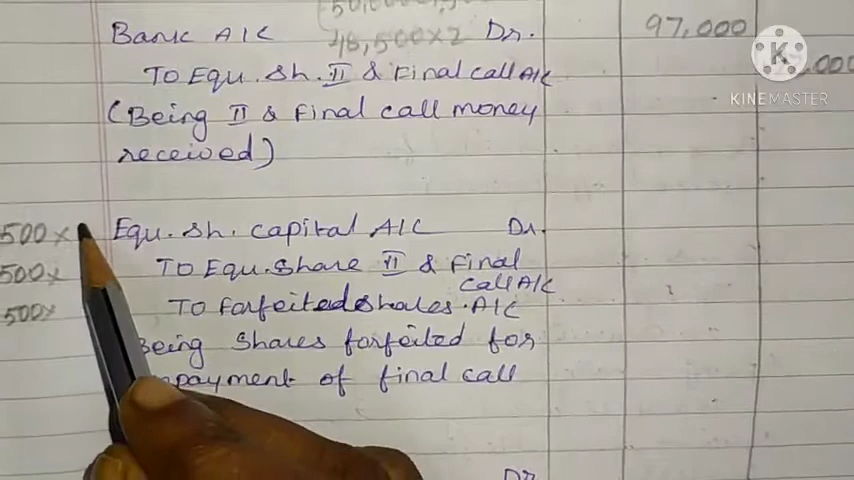 48,500×2
Bank A/C Dr. 97,000
To Equ. Sh. II & Final call A/C
(Being II & final call money
received)
500× Equ. Sh. capital A/C Dr.
500× To Equ. Share II & Final
call A/C
500× To forfeited shares A/C
Being shares forfeited for
payment of final call
Dr
K
KINEMASTER